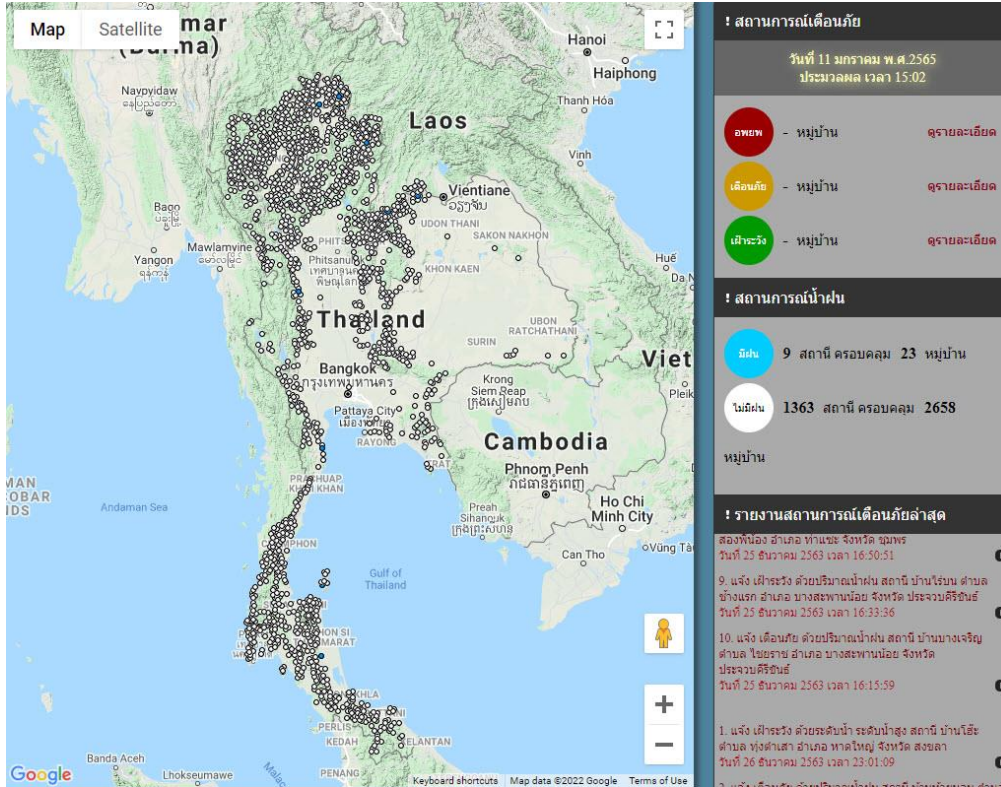 Map
Satellite
mar
(Burma)
Naypyidaw
နေပြည်တော်
Hanoi
Haiphong
Laos
Thanh Hóa
Vinh
Vientiane
ວຽງຈັນ
UDON THANI
SAKON NAKHON
Bago
Yangon
ရန်ကုန်
Mawlamyine
Phitsanu
เทศบาลนคร
พิษณุโลก
KHON KAEN
Huế
Da N
Thailand
UBON
RATCHATHANI
SURIN
Bangkok
กรุงเทพมหานคร
Viet
Krong
Siem Reap
ក្រុងសៀមរាប
Pleik
Pattaya City
RAYONG
TRAT
Cambodia
Phnom Penh
រាជធានីភ្នំពេញ
PRACHUAP
KHIRI KHAN
MAN
OBAR
NDS
Andaman Sea
Preah
Sihanouk
ក្រុងព្រះសីហនុ
Ho Chi
Minh City
Vũng Tà
Can Tho
Gulf of
Thailand
PERLIS
KEDAH
ELANTAN
Banda Aceh
Lhokseumawe
PENANG
Google
Keyboard shortcuts
Map data ©2022 Google
Terms of Use
! สถานการณ์เตือนภัย
วันที่ 11 มกราคม พ.ศ.2565
ประมวลผล เวลา 15:02
อพยพ - หมู่บ้าน ดูรายละเอียด
เตือนภัย - หมู่บ้าน ดูรายละเอียด
เฝ้าระวัง - หมู่บ้าน ดูรายละเอียด
! สถานการณ์น้ำฝน
มีฝน 9 สถานี ครอบคลุม 23 หมู่บ้าน
ไม่มีฝน 1363 สถานี ครอบคลุม 2658
หมู่บ้าน
! รายงานสถานการณ์เตือนภัยล่าสุด
สองพี่น้อง อำเภอ ท่าแซะ จังหวัด ชุมพร
วันที่ 25 ธันวาคม 2563 เวลา 16:50:51
9. แจ้ง เฝ้าระวัง ด้วยปริมาณน้ำฝน สถานี บ้านไร่บน ตำบล
ช้างแรก อำเภอ บางสะพานน้อย จังหวัด ประจวบคีรีขันธ์
วันที่ 25 ธันวาคม 2563 เวลา 16:33:36
10. แจ้ง เตือนภัย ด้วยปริมาณน้ำฝน สถานี บ้านบางเจริญ
ตำบล ไชยราช อำเภอ บางสะพานน้อย จังหวัด
ประจวบคีรีขันธ์
วันที่ 25 ธันวาคม 2563 เวลา 16:15:59
1. แจ้ง เฝ้าระวัง ด้วยระดับน้ำ ระดับน้ำสูง สถานี บ้านโฮ๊ะ
ตำบล ทุ่งตำเสา อำเภอ หาดใหญ่ จังหวัด สงขลา
วันที่ 26 ธันวาคม 2563 เวลา 23:01:09